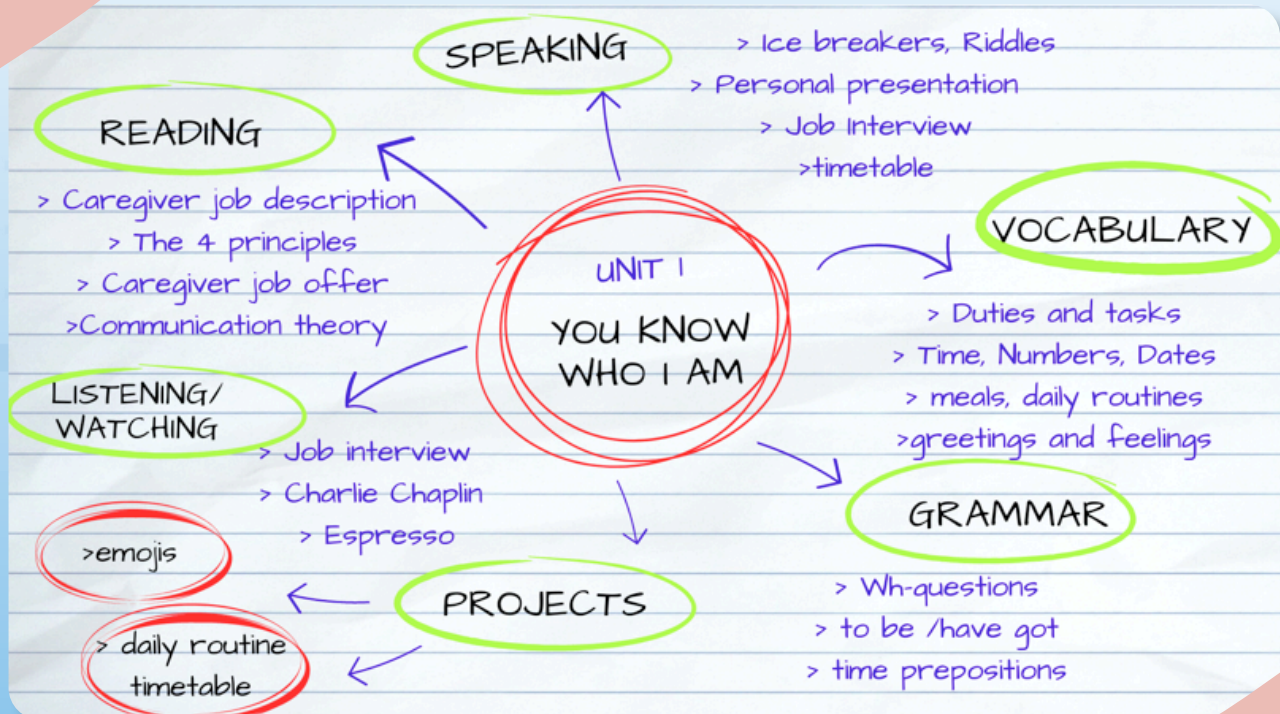 SPEAKING
> Ice breakers, Riddles
> Personal presentation
> Job Interview
>timetable
READING
> Caregiver job description
> The 4 principles
> Caregiver job offer
>Communication theory
UNIT 1
YOU KNOW
WHO I AM
VOCABULARY
> Duties and tasks
> Time, Numbers, Dates
> meals, daily routines
>greetings and feelings
LISTENING/
WATCHING
> Job interview
> Charlie Chaplin
> Espresso
GRAMMAR
> Wh-questions
> to be /have got
> time prepositions
PROJECTS
>emojis
> daily routine
timetable